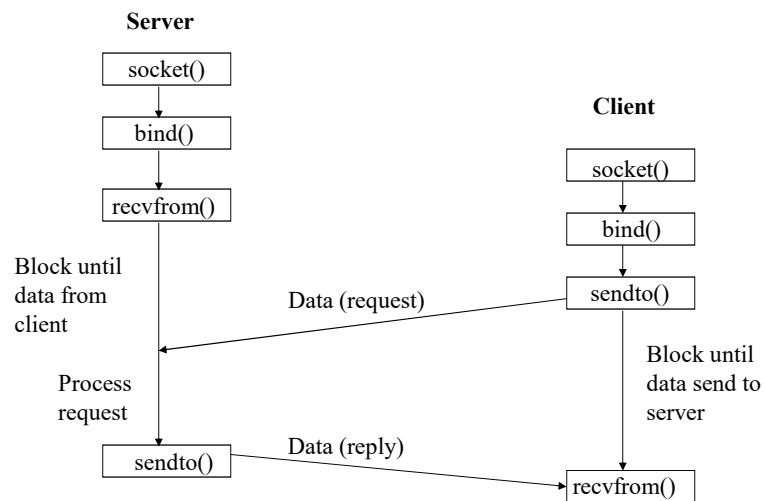 Server
socket()
bind()
recvfrom()
Block until
data from
client
Process
request
sendto()
Data (request)
Data (reply)
Client
socket()
bind()
sendto()
Block until
data send to
server
recvfrom()